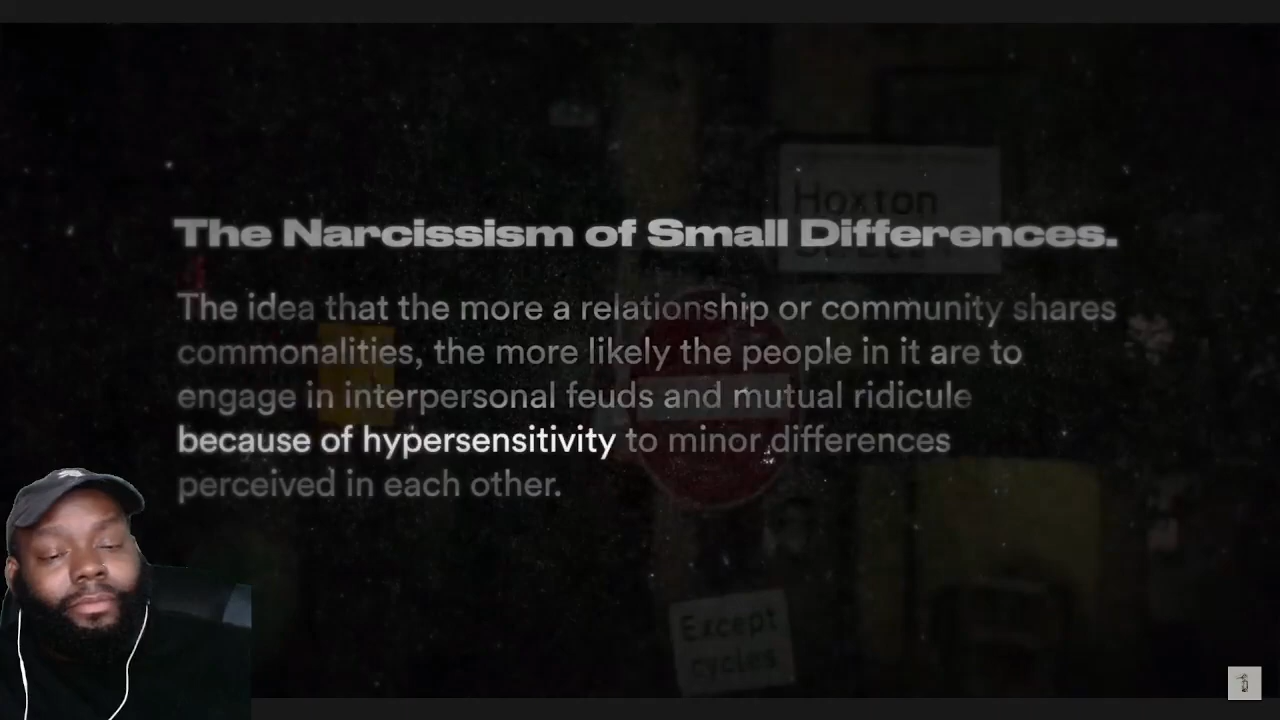 Hoxton
The Narcissism of Small Differences.
The idea that the more a relationship or community shares
commonalities, the more likely the people in it are to
engage in interpersonal feuds and mutual ridicule
because of hypersensitivity to minor differences
perceived in each other.
Except
cycles